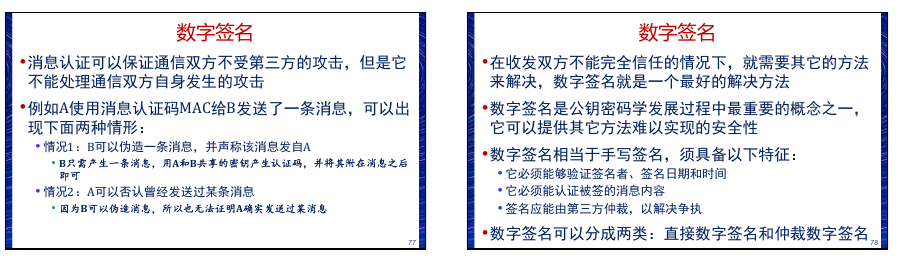 数字签名
•消息认证可以保证通信双方不受第三方的攻击，但是它
不能处理通信双方自身发生的攻击
•例如A使用消息认证码MAC给B发送了一条消息，可以出
现下面两种情形：
•情况1：B可以伪造一条消息，并声称该消息发自A
•B只需产生一条消息，用A和B共享的密钥产生认证码，并将其附在消息之后
即可
•情况2：A可以否认曾经发送过某条消息
•因为B可以伪造消息，所以也无法证明A确实发送过某消息
77
数字签名
•在收发双方不能完全信任的情况下，就需要其它的方法
来解决，数字签名就是一个最好的解决方法
•数字签名是公钥密码学发展过程中最重要的概念之一，
它可以提供其它方法难以实现的安全性
•数字签名相当于手写签名，须具备以下特征：
•它必须能够验证签名者、签名日期和时间
•它必须能认证被签的消息内容
•签名应能由第三方仲裁，以解决争执
•数字签名可以分成两类：直接数字签名和仲裁数字签名
78